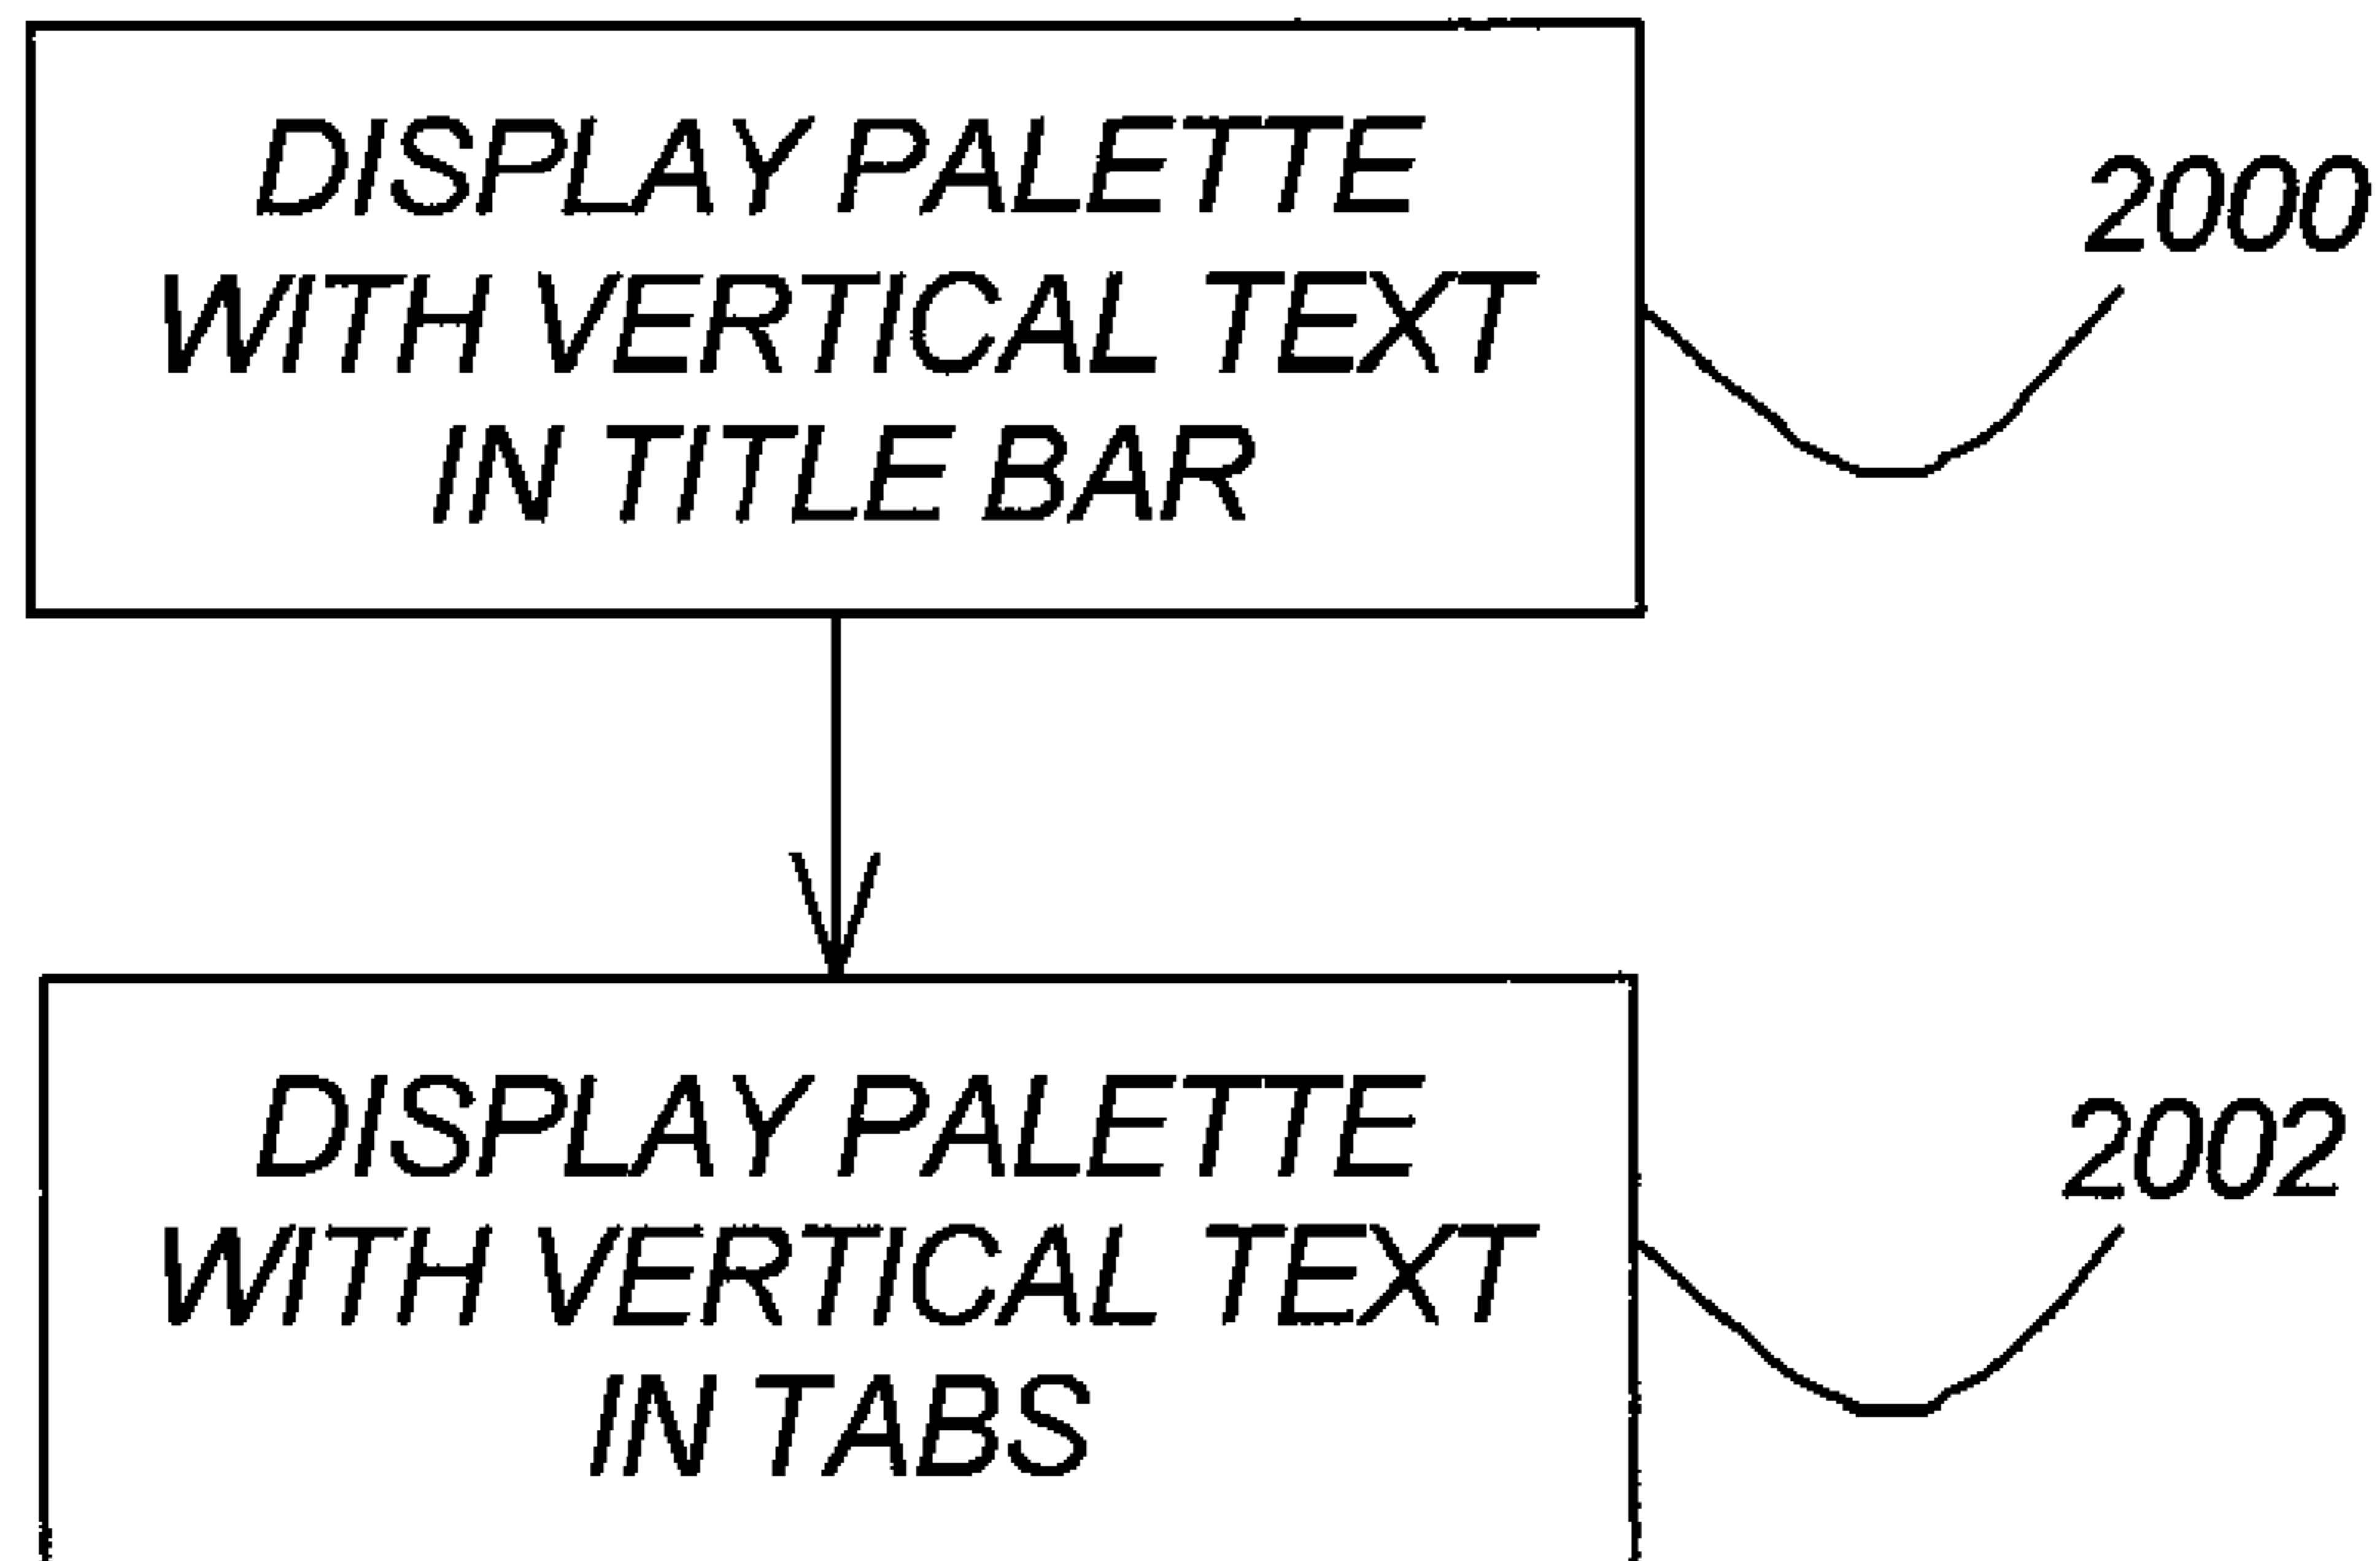 DISPLAY PALETTE
WITH VERTICAL TEXT
IN TITLE BAR
2000
DISPLAY PALETTE
WITH VERTICAL TEXT
IN TABS
2002